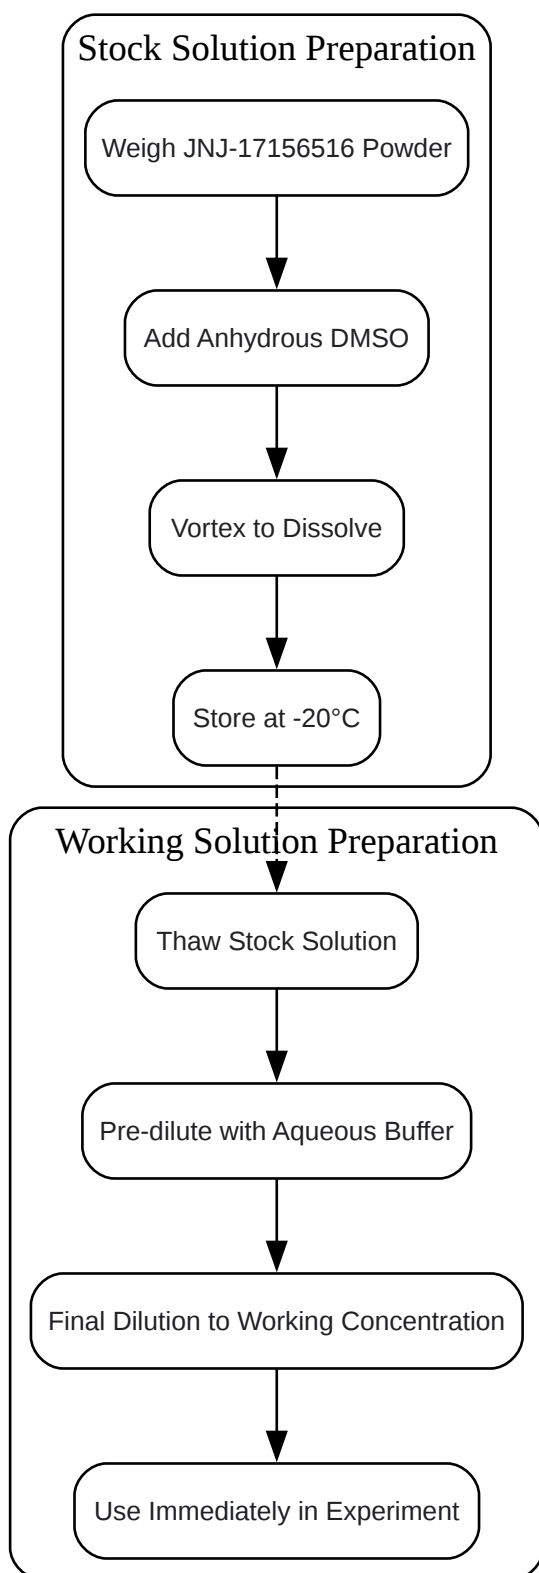 Stock Solution Preparation
Weigh JNJ-17156516 Powder
Add Anhydrous DMSO
Vortex to Dissolve
Store at -20°C
Working Solution Preparation
Thaw Stock Solution
Pre-dilute with Aqueous Buffer
Final Dilution to Working Concentration
Use Immediately in Experiment